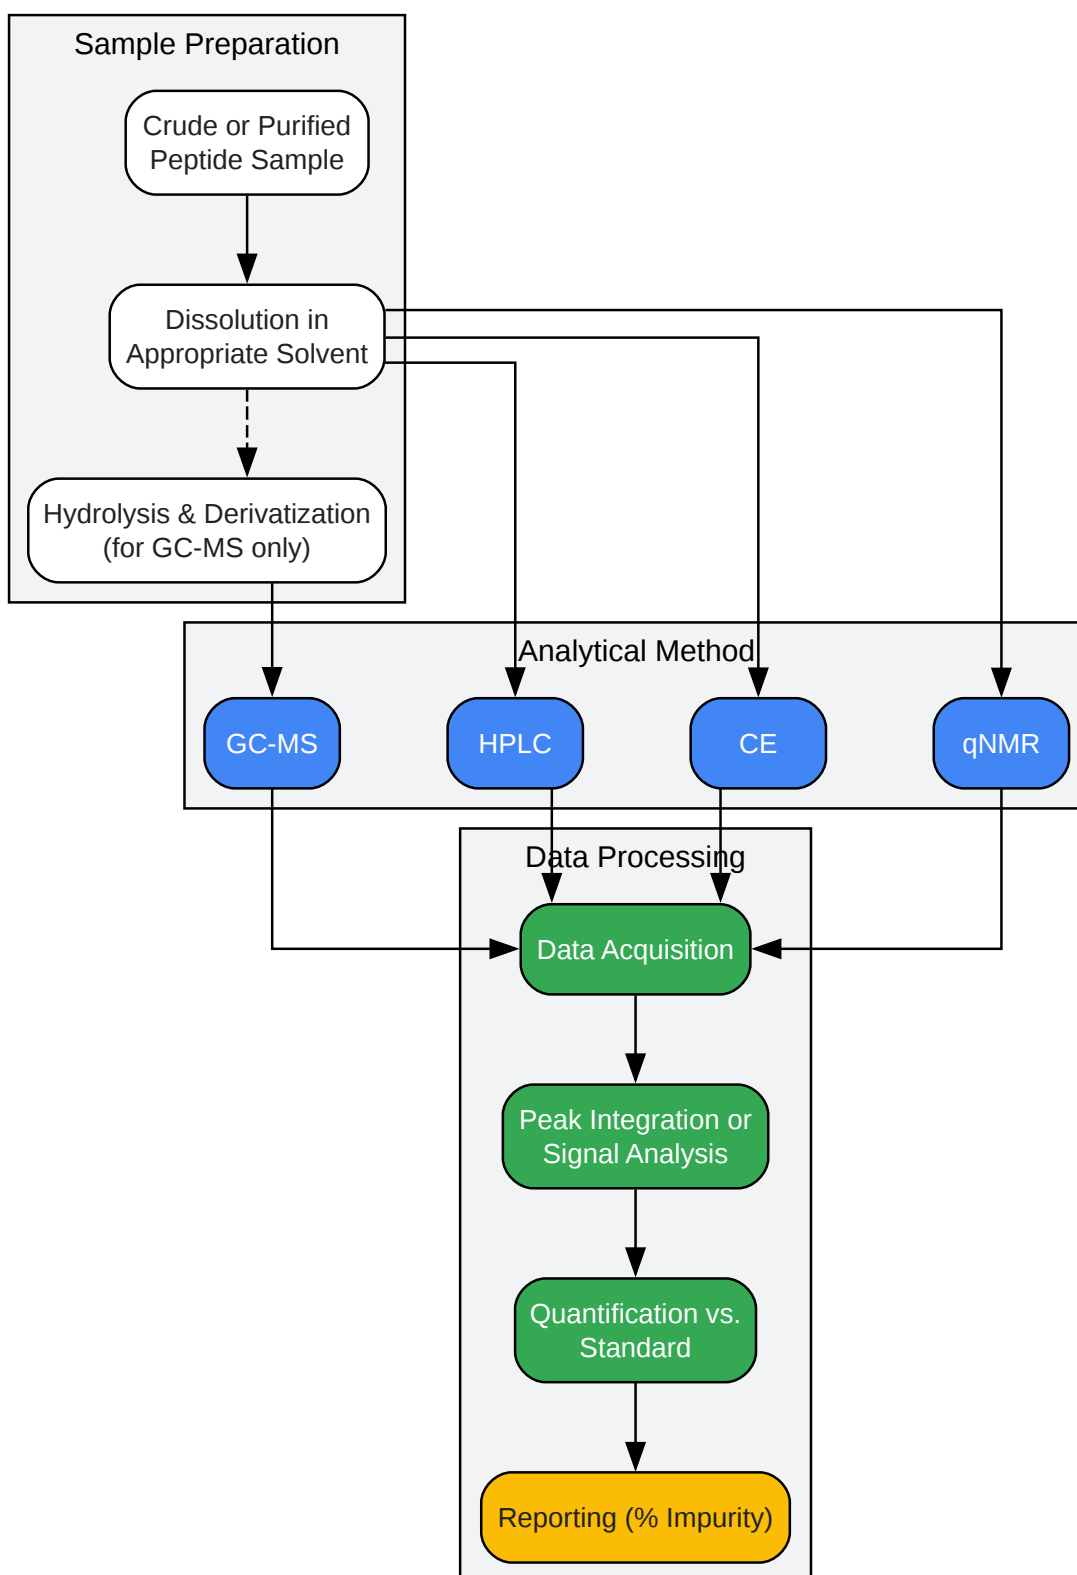 Sample Preparation
Crude or Purified
Peptide Sample
Dissolution in
Appropriate Solvent
Hydrolysis & Derivatization
(for GC-MS only)
Analytical Method
GC-MS
HPLC
CE
qNMR
Data Processing
Data Acquisition
Peak Integration or
Signal Analysis
Quantification vs.
Standard
Reporting (% Impurity)